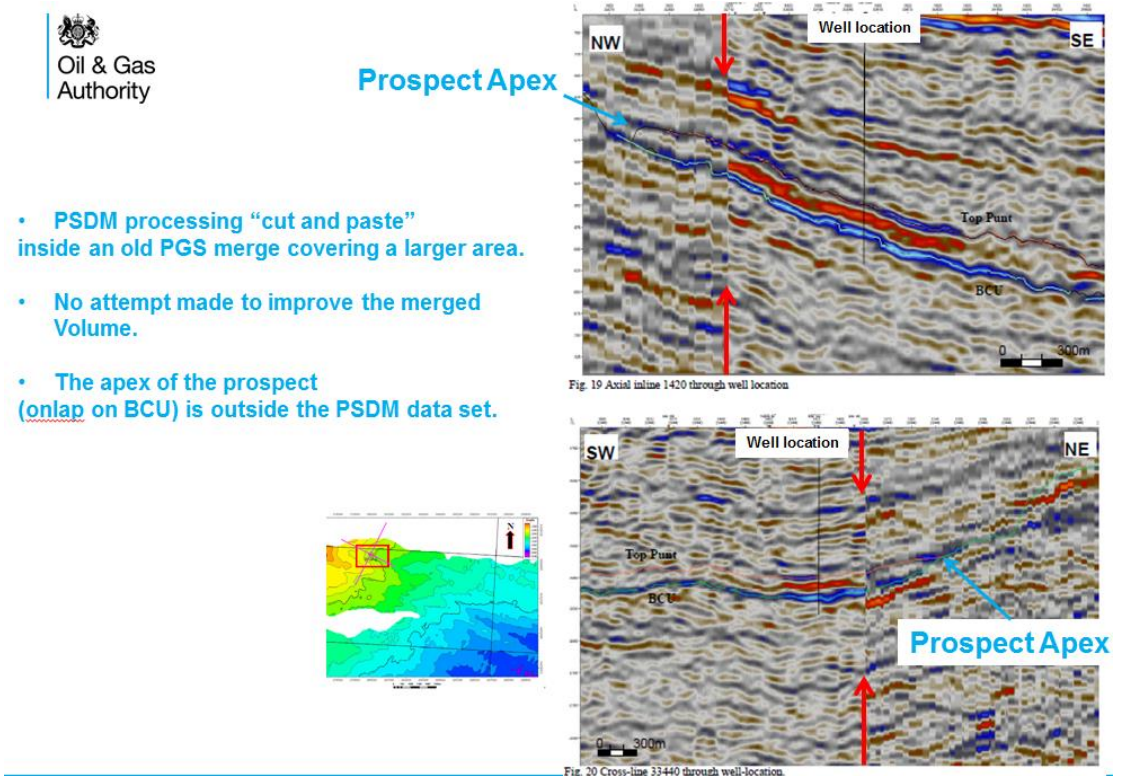 Oil & Gas
Authority
Prospect Apex
• PSDM processing “cut and paste”
inside an old PGS merge covering a larger area.
• No attempt made to improve the merged
Volume.
• The apex of the prospect
(onlap on BCU) is outside the PSDM data set.
N
NW
Well location
SE
Top Punt
BCU
0 300m
Fig. 19 Axial inline 1420 through well location
SW
Well location
NE
Top Punt
BCU
Prospect Apex
0 300m
Fig. 20 Cross-line 33440 through well-location.